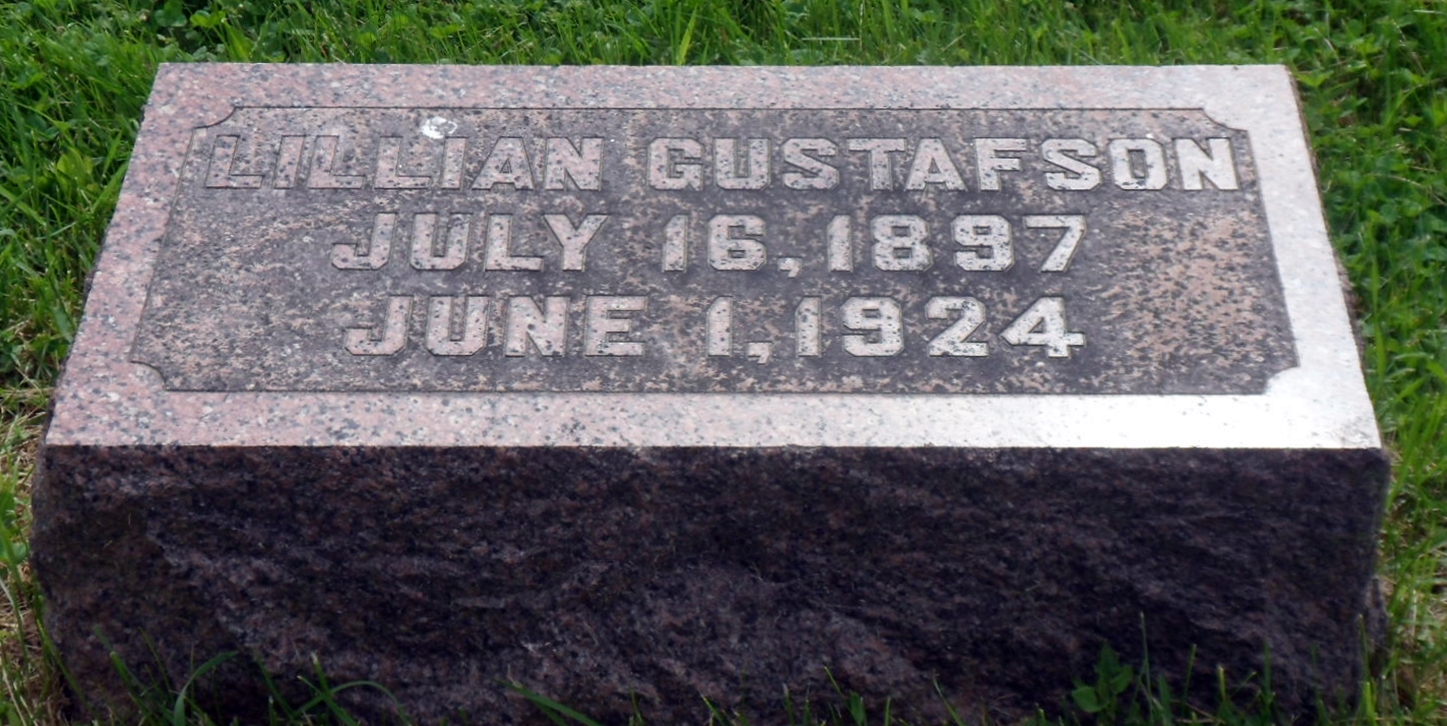 LILLIAN GUSTAFSON
JULY 16, 1897
JUNE 1, 1924